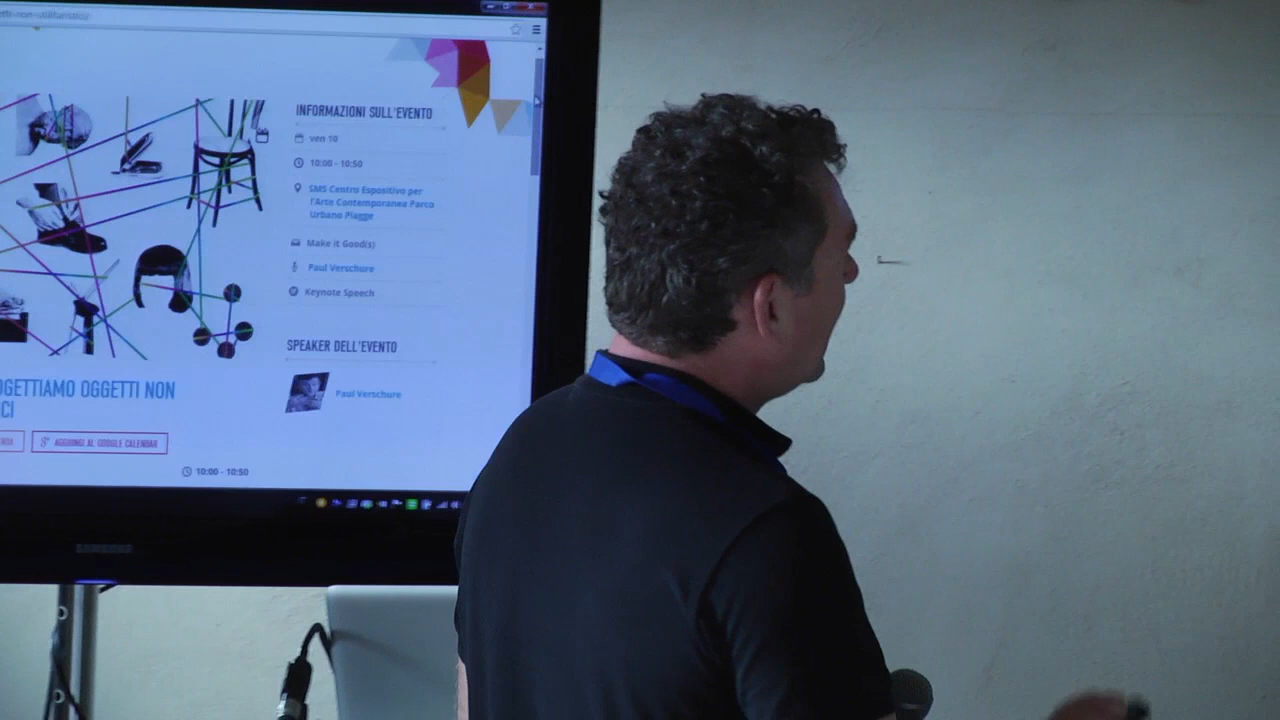 INFORMAZIONI SULL'EVENTO
ven 10
10:00 - 10:50
SMS Centro Espositivo per
l'Arte Contemporanea Parco
Urbano Piagge
Make it Good(s)
Paul Verschure
Keynote Speech
SPEAKER DELL'EVENTO
Paul Verschure
OGETTIAMO OGGETTI NON
CI
AGGIUNGI AL GOOGLE CALENDAR
10:00 - 10:50
SAMSUNG